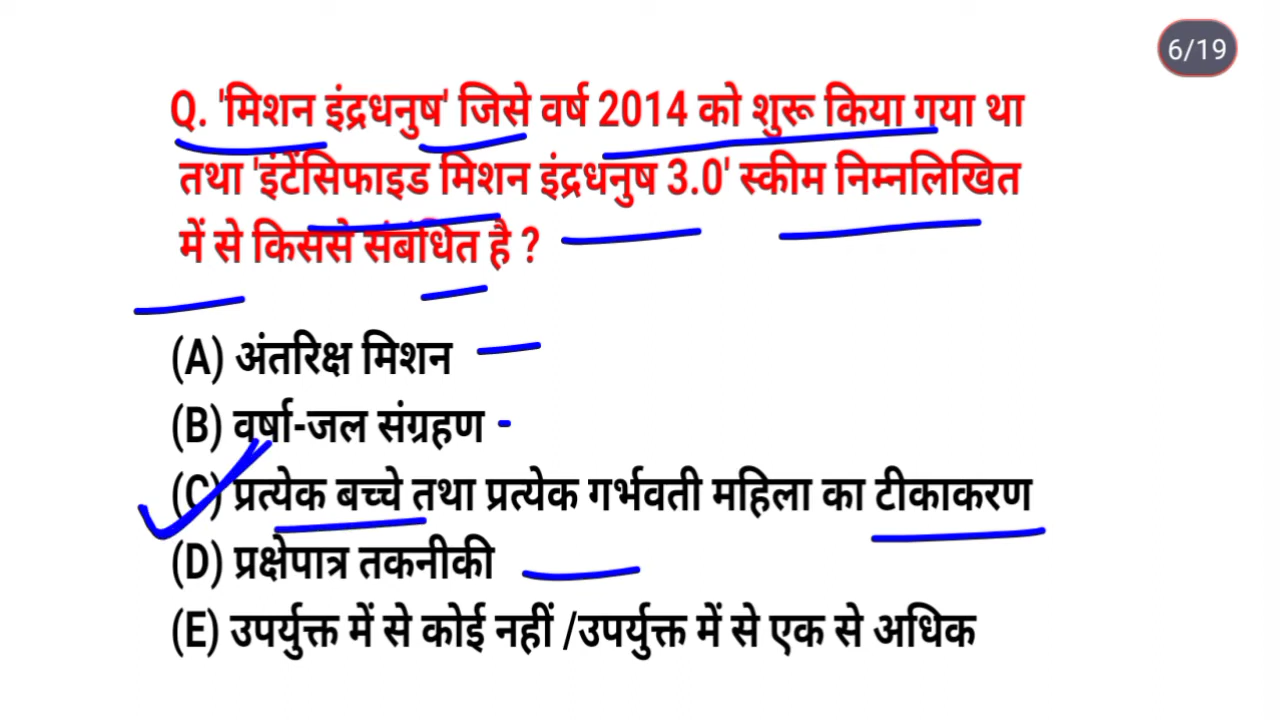 6/19
Q. 'मिशन इंद्रधनुष' जिसे वर्ष 2014 को शुरू किया गया था
तथा 'इंटेंसिफाइड मिशन इंद्रधनुष 3.0' स्कीम निम्नलिखित
में से किससे संबंधित है ?
(A) अंतरिक्ष मिशन
(B) वर्षा-जल संग्रहण
(C) प्रत्येक बच्चे तथा प्रत्येक गर्भवती महिला का टीकाकरण
(D) प्रक्षेपात्र तकनीकी
(E) उपर्युक्त में से कोई नहीं /उपर्युक्त में से एक से अधिक